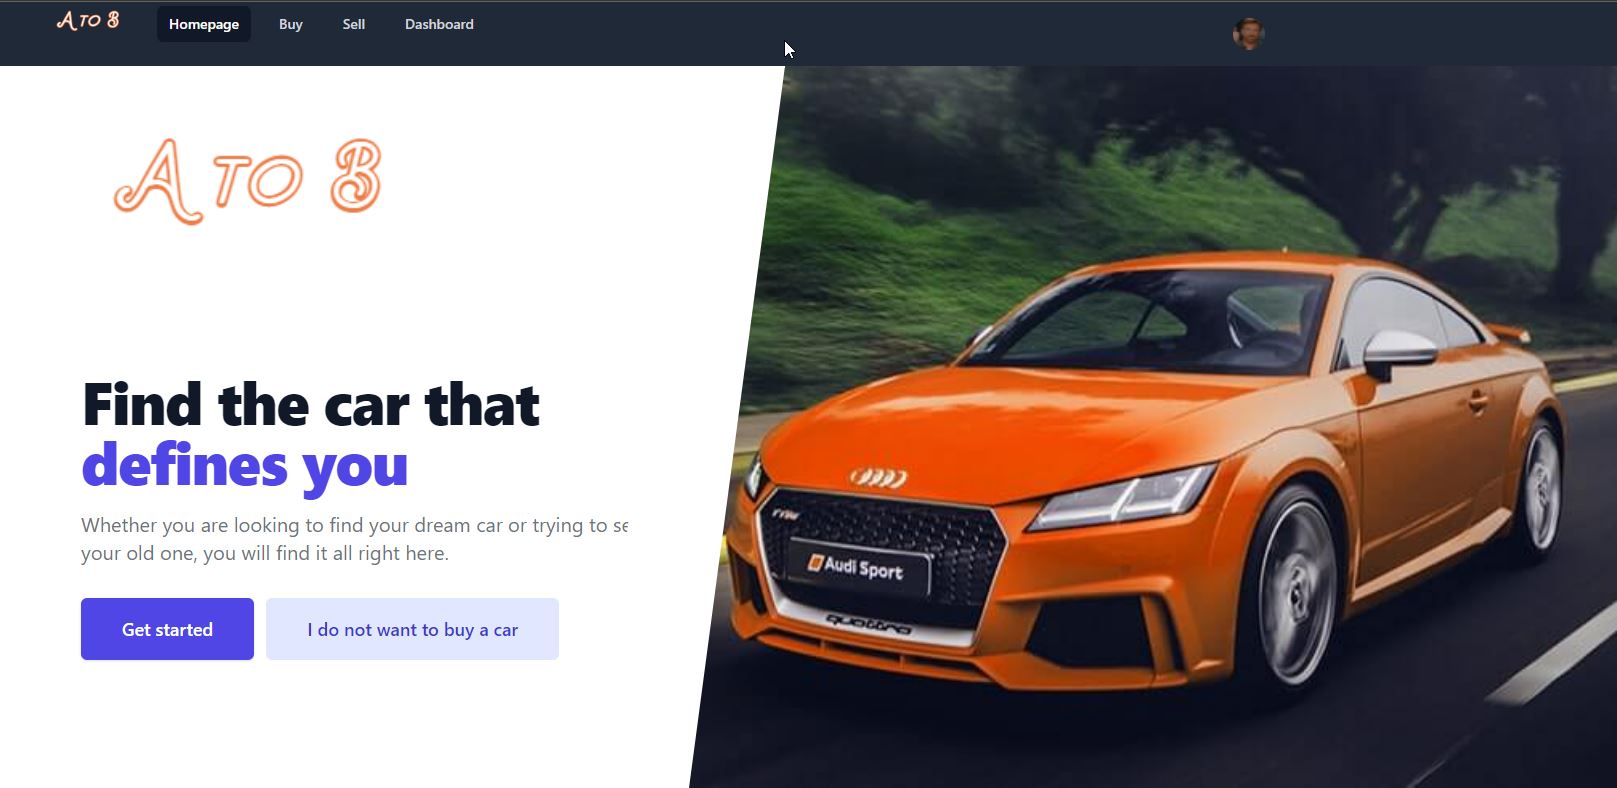 A TO B
Homepage Buy Sell Dashboard
A TO B
Find the car that
defines you
Whether you are looking to find your dream car or trying to se
your old one, you will find it all right here.
Get started I do not want to buy a car
Audi Sport
quattro